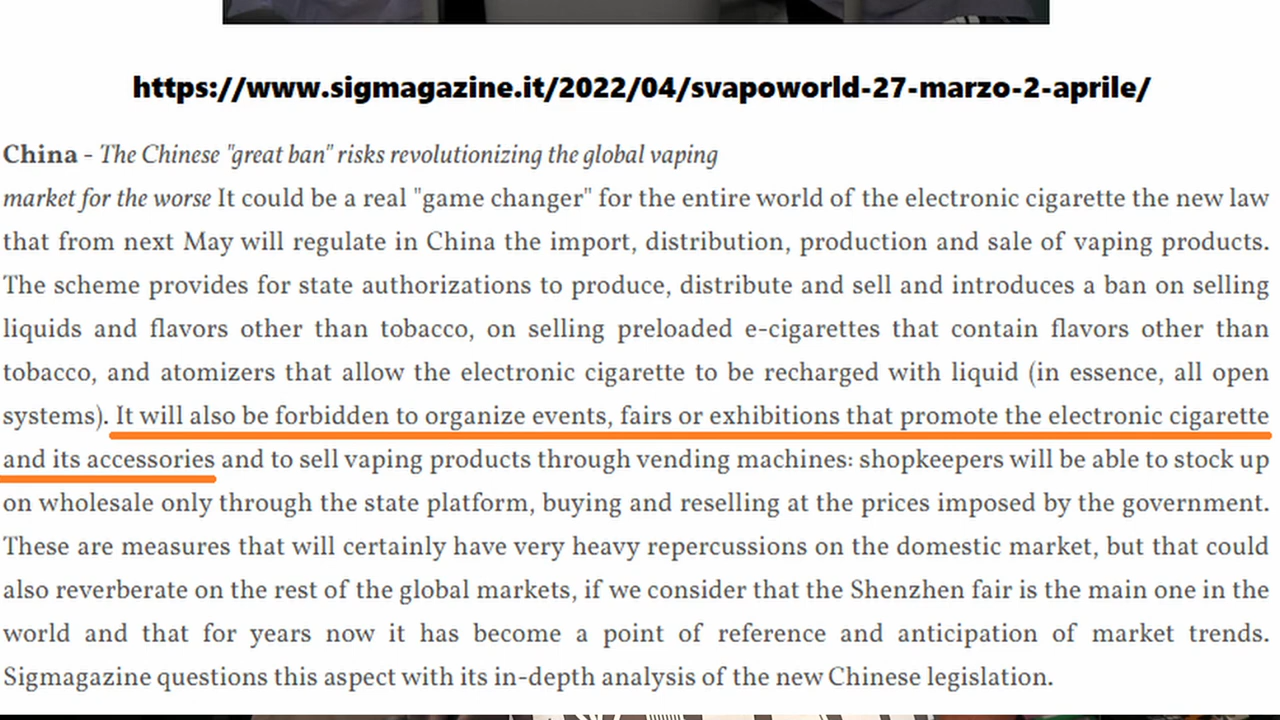 https://www.sigmagazine.it/2022/04/svapoworld-27-marzo-2-aprile/
China - The Chinese "great ban" risks revolutionizing the global vaping
market for the worse It could be a real "game changer" for the entire world of the electronic cigarette the new law
that from next May will regulate in China the import, distribution, production and sale of vaping products.
The scheme provides for state authorizations to produce, distribute and sell and introduces a ban on selling
liquids and flavors other than tobacco, on selling preloaded e-cigarettes that contain flavors other than
tobacco, and atomizers that allow the electronic cigarette to be recharged with liquid (in essence, all open
systems). It will also be forbidden to organize events, fairs or exhibitions that promote the electronic cigarette
and its accessories and to sell vaping products through vending machines: shopkeepers will be able to stock up
on wholesale only through the state platform, buying and reselling at the prices imposed by the government.
These are measures that will certainly have very heavy repercussions on the domestic market, but that could
also reverberate on the rest of the global markets, if we consider that the Shenzhen fair is the main one in the
world and that for years now it has become a point of reference and anticipation of market trends.
Sigmagazine questions this aspect with its in-depth analysis of the new Chinese legislation.